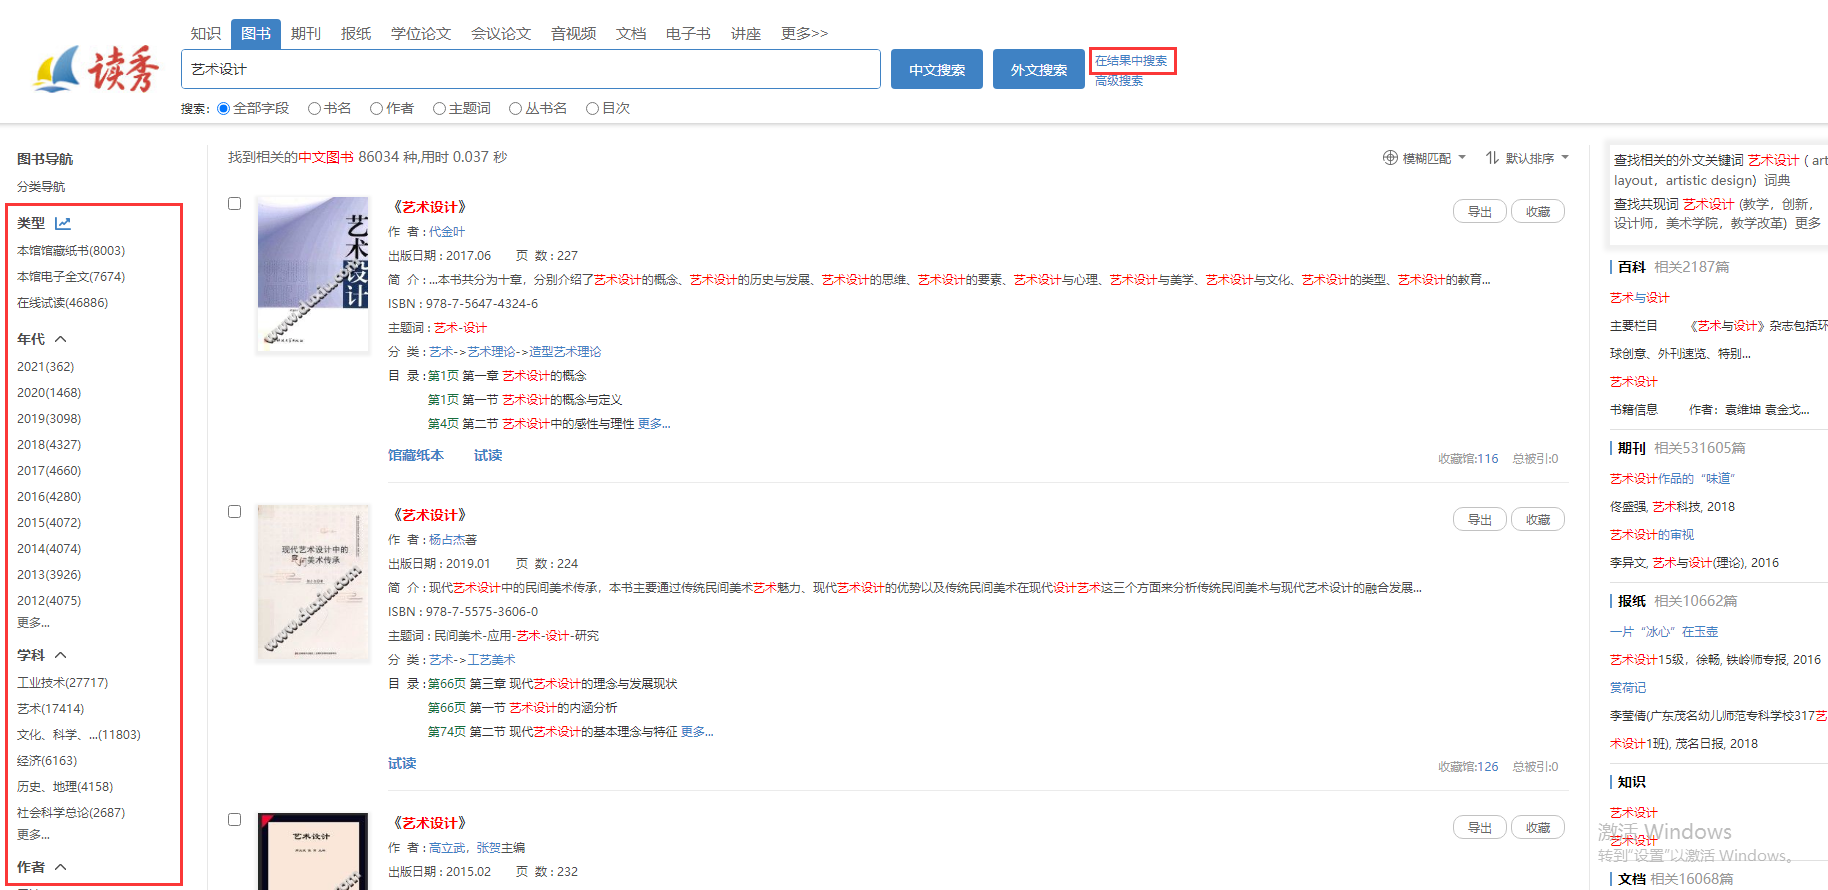 知识 图书 期刊 报纸 学位论文 会议论文 音视频 文档 电子书 讲座 更多>>
读秀
艺术设计
中文搜索
外文搜索
在结果中搜索
高级搜索
搜索: 全部字段 书名 作者 主题词 丛书名 目次
图书导航
分类导航
类型
本馆馆藏纸书(8003)
本馆电子全文(7674)
在线试读(46886)
年代
2021(362)
2020(1468)
2019(3098)
2018(4327)
2017(4660)
2016(4280)
2015(4072)
2014(4074)
2013(3926)
2012(4075)
更多...
学科
工业技术(27717)
艺术(17414)
文化、科学、...(11803)
经济(6163)
历史、地理(4158)
社会科学总论(2687)
更多...
作者
找到相关的中文图书 86034 种,用时 0.037 秒
模糊匹配
默认排序
艺术设计
www.duxiu.com
《艺术设计》
导出
收藏
作 者 : 代金叶
出版日期 : 2017.06 页 数 : 227
简 介 : ...本书共分为十章，分别介绍了艺术设计的概念、艺术设计的历史与发展、艺术设计的思维、艺术设计的要素、艺术设计与心理、艺术设计与美学、艺术设计与文化、艺术设计的类型、艺术设计的教育...
ISBN : 978-7-5647-4324-6
主题词 : 艺术-设计
分 类 : 艺术->艺术理论->造型艺术理论
目 录 : 第1页 第一章 艺术设计的概念
第1页 第一节 艺术设计的概念与定义
第4页 第二节 艺术设计中的感性与理性 更多...
馆藏纸本 试读
收藏馆:116 总被引:0
现代艺术设计中的
民间美术传承
www.duxiu.com
《艺术设计》
导出
收藏
作 者 : 杨占杰著
出版日期 : 2019.01 页 数 : 224
简 介 : 现代艺术设计中的民间美术传承，本书主要通过传统民间美术艺术魅力、现代艺术设计的优势以及传统民间美术在现代设计艺术这三个方面来分析传统民间美术与现代艺术设计的融合发展...
ISBN : 978-7-5575-3606-0
主题词 : 民间美术-应用-艺术-设计-研究
分 类 : 艺术->工艺美术
目 录 : 第66页 第三章 现代艺术设计的理念与发展现状
第66页 第一节 艺术设计的内涵分析
第74页 第二节 现代艺术设计的基本理念与特征 更多...
试读
收藏馆:126 总被引:0
艺术设计
《艺术设计》
导出
收藏
作 者 : 高立武，张贺主编
出版日期 : 2015.02 页 数 : 232
查找相关的外文关键词 艺术设计 ( art
layout，artistic design) 词典
查找共现词 艺术设计 (教学，创新，
设计师，美术学院，教学改革) 更多
百科 相关2187篇
艺术与设计
主要栏目 《艺术与设计》杂志包括环
球创意、外刊速览、特别...
艺术设计
书籍信息 作者：袁维坤 袁金戈...
期刊 相关531605篇
艺术设计作品的“味道”
佟盛强, 艺术科技, 2018
艺术设计的审视
李异文, 艺术与设计(理论), 2016
报纸 相关10662篇
一片“冰心”在玉壶
艺术设计15级，徐畅, 铁岭师专报, 2016
赏荷记
李莹倩(广东茂名幼儿师范专科学校317艺
术设计1班), 茂名日报, 2018
知识
艺术设计
艺术设计
激活 Windows
转到“设置”以激活 Windows。
文档 相关16068篇